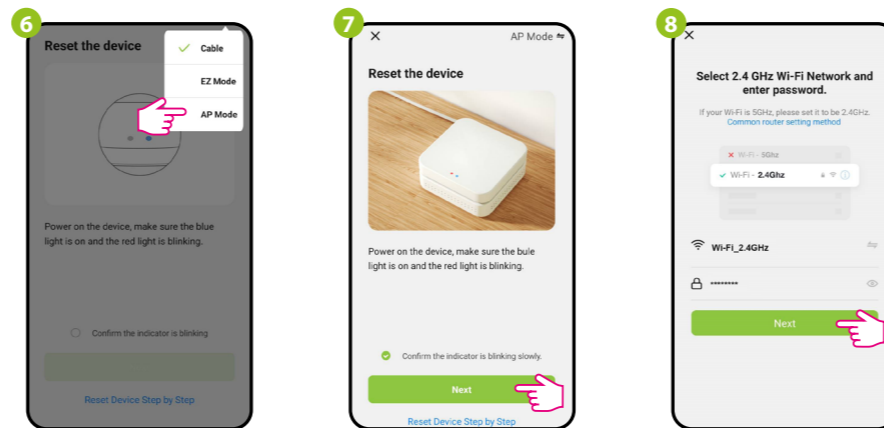 6
Reset the device
Cable
EZ Mode
AP Mode
Power on the device, make sure the blue
light is on and the red light is blinking.
Confirm the indicator is blinking
Reset Device Step by Step
7
AP Mode
Reset the device
Power on the device, make sure the buie
light is on and the red light is blinking.
Confirm the indicator is blinking slowly.
Next
Reset Device Step by Step
8
Select 2.4 GHz Wi-Fi Network and
enter password.
If your Wi-Fi is 5GHz, please set it to be 2.4GHz.
Common router setting method
Wi-Fi - 5Ghz
Wi-Fi - 2.4Ghz
Wi-Fi_2.4GHz
Next